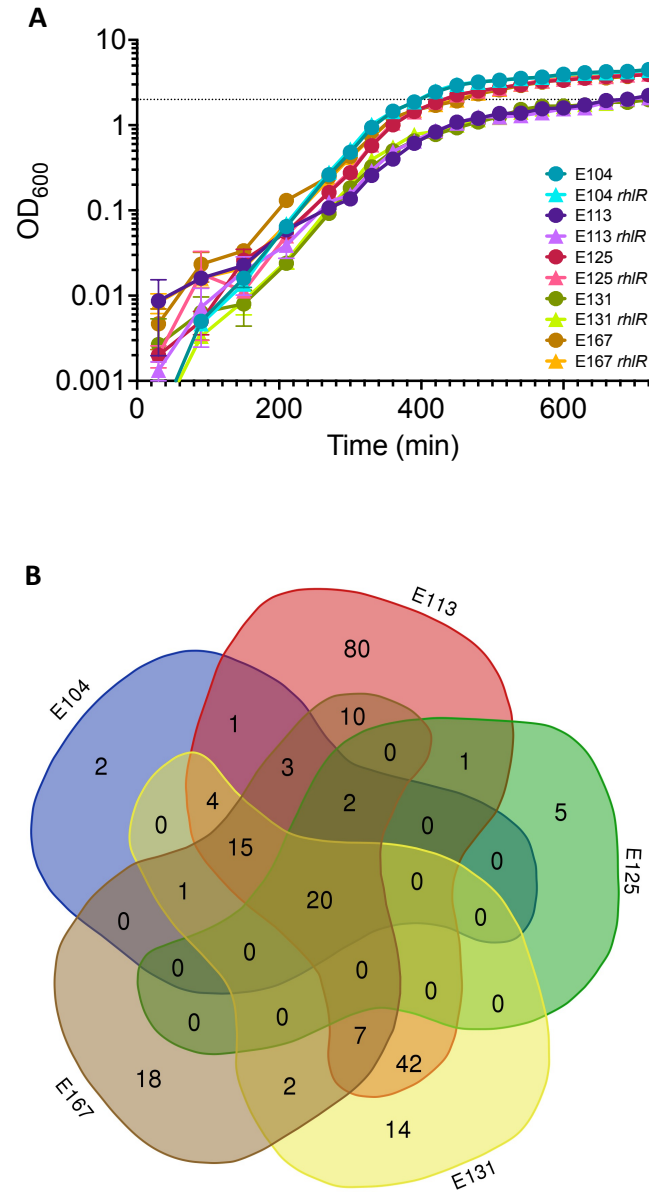 A
10
1
0.1
0.01
0.001
OD600
0
200
400
600
Time (min)
E104
E104 rhlR
E113
E113 rhlR
E125
E125 rhlR
E131
E131 rhlR
E167
E167 rhlR
B
E113
E104
80
1
10
2
3
0
1
5
4
2
0
0
15
0
E125
1
20
0
0
0
0
0
0
0
0
0
0
0
7
18
2
42
E167
14
E131